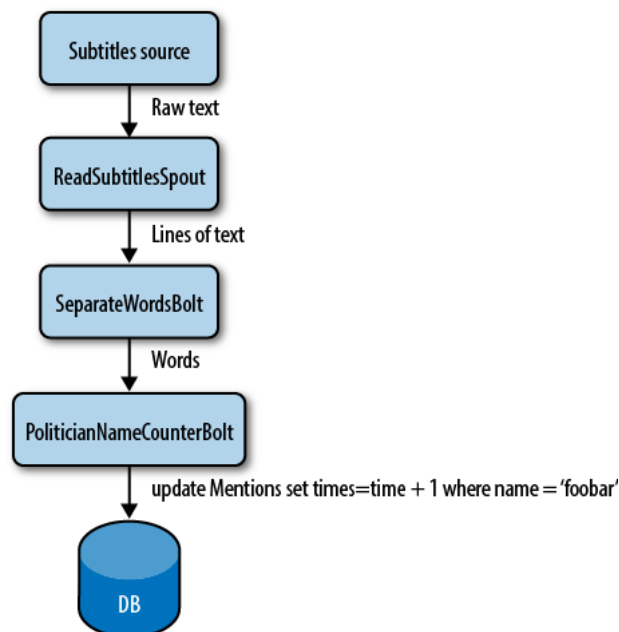 Subtitles source
Raw text
ReadSubtitlesSpout
Lines of text
SeparateWordsBolt
Words
PoliticianNameCounterBolt
update Mentions set times=time + 1 where name = ‘foobar’
DB